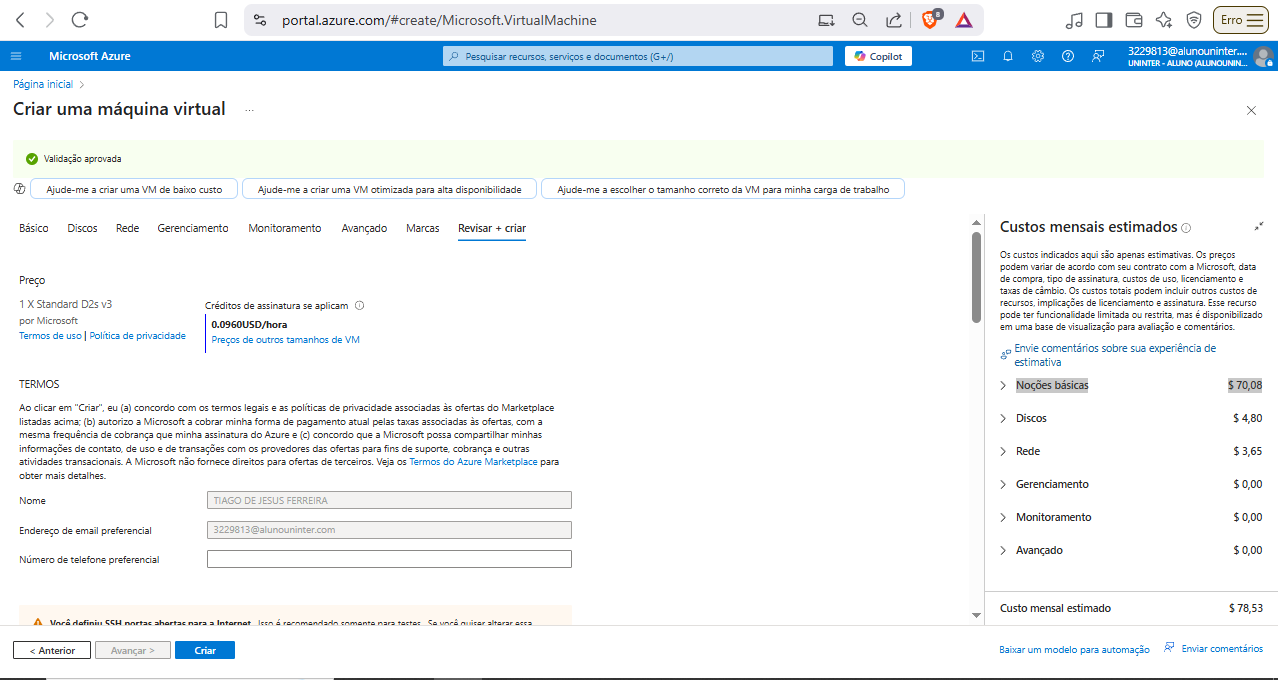 portal.azure.com/#create/Microsoft.VirtualMachine
8
Erro
Microsoft Azure
Pesquisar recursos, serviços e documentos (G+/)
Copilot
3229813@alunouninter....
UNINTER - ALUNO (ALUNOUNIN...
Página inicial
Criar uma máquina virtual
...
Validação aprovada
Ajude-me a criar uma VM de baixo custo
Ajude-me a criar uma VM otimizada para alta disponibilidade
Ajude-me a escolher o tamanho correto da VM para minha carga de trabalho
Básico
Discos
Rede
Gerenciamento
Monitoramento
Avançado
Marcas
Revisar + criar
Preço
1 X Standard D2s v3
por Microsoft
Termos de uso | Política de privacidade
Créditos de assinatura se aplicam
0.0960USD/hora
Preços de outros tamanhos de VM
TERMOS
Ao clicar em "Criar", eu (a) concordo com os termos legais e as políticas de privacidade associadas às ofertas do Marketplace
listadas acima; (b) autorizo a Microsoft a cobrar minha forma de pagamento atual pelas taxas associadas às ofertas, com a
mesma frequência de cobrança que minha assinatura do Azure e (c) concordo que a Microsoft possa compartilhar minhas
informações de contato, de uso e de transações com os provedores das ofertas para fins de suporte, cobrança e outras
atividades transacionais. A Microsoft não fornece direitos para ofertas de terceiros. Veja os Termos do Azure Marketplace para
obter mais detalhes.
Nome
TIAGO DE JESUS FERREIRA
Endereço de email preferencial
3229813@alunouninter.com
Número de telefone preferencial
Você definiu SSH portas abertas para a Internet. Isso é recomendado somente para testes. Se você quiser alterar essa
< Anterior
Avançar >
Criar
Custos mensais estimados
Os custos indicados aqui são apenas estimativas. Os preços
podem variar de acordo com seu contrato com a Microsoft, data
de compra, tipo de assinatura, custos de uso, licenciamento e
taxas de câmbio. Os custos totais podem incluir outros custos de
recursos, implicações de licenciamento e assinatura. Esse recurso
pode ter funcionalidade limitada ou restrita, mas é disponibilizado
em uma base de visualização para avaliação e comentários.
Envie comentários sobre sua experiência de
estimativa
Noções básicas $ 70,08
Discos $ 4,80
Rede $ 3,65
Gerenciamento $ 0,00
Monitoramento $ 0,00
Avançado $ 0,00
Custo mensal estimado $ 78,53
Baixar um modelo para automação
Enviar comentários